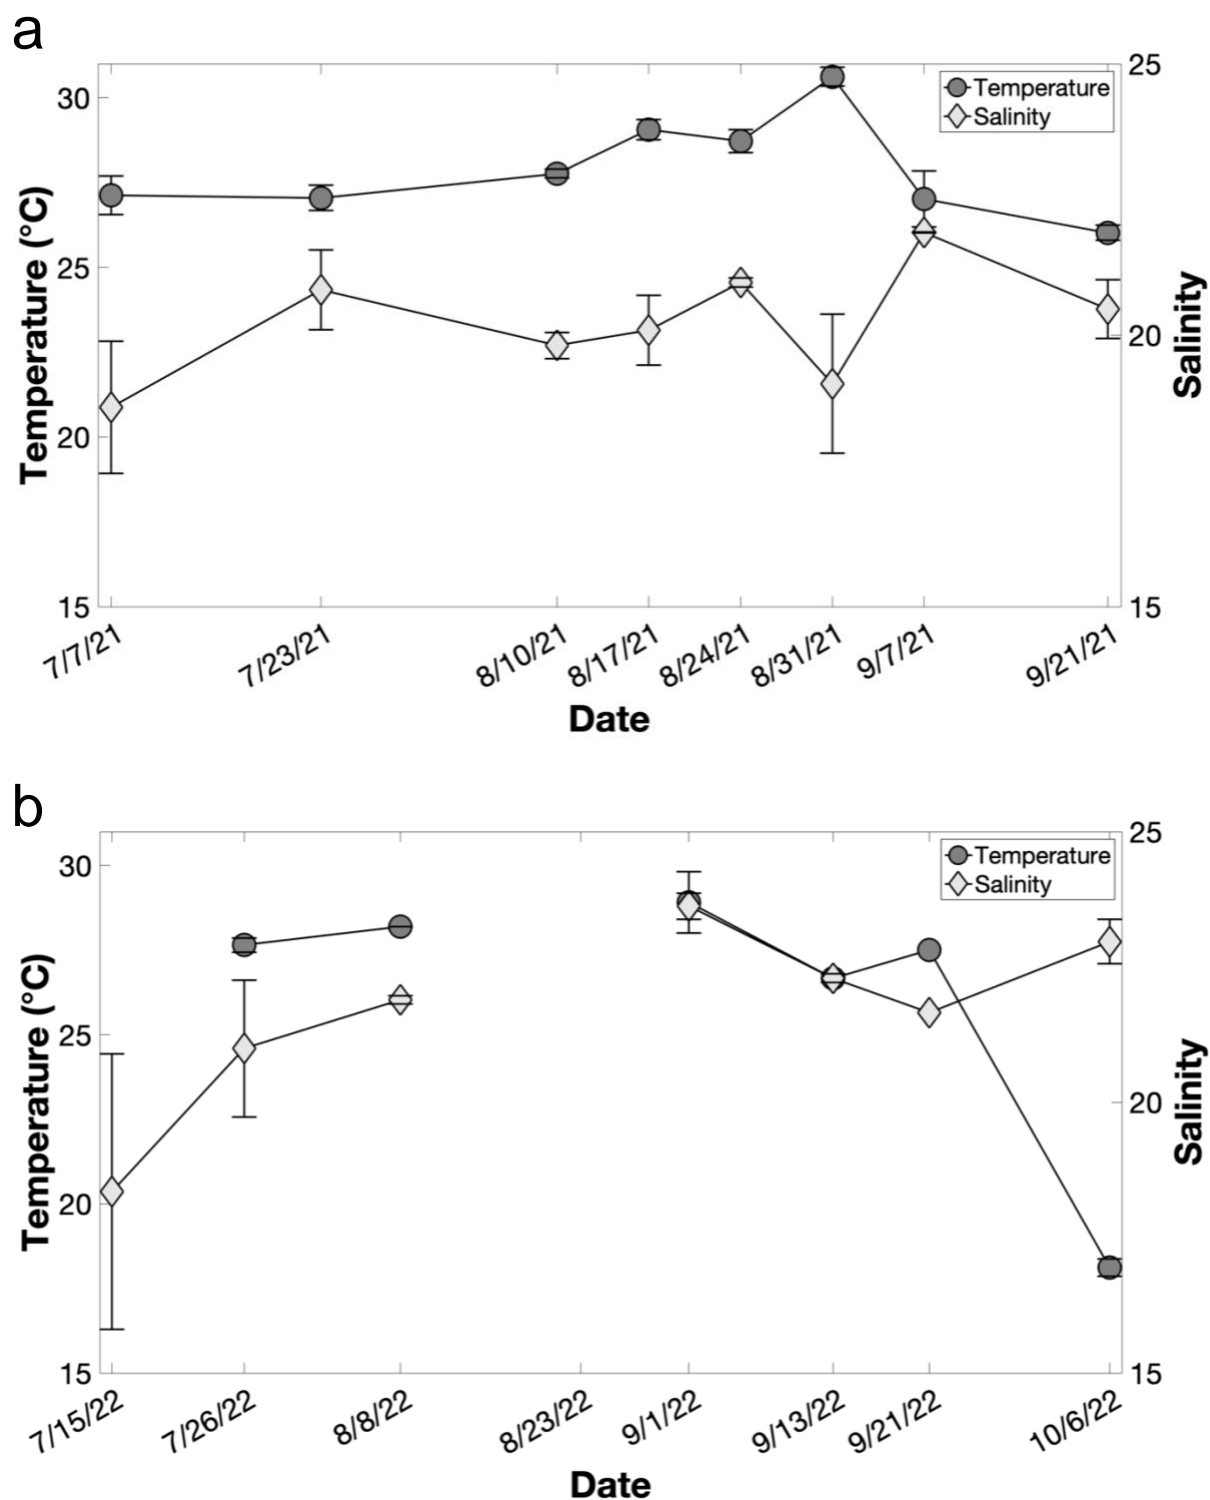 a
Temperature
Salinity
30
25
20
15
25
20
15
Temperature (°C)
Salinity
7/7/21
7/23/21
8/10/21
8/17/21
8/24/21
8/31/21
9/7/21
9/21/21
Date
b
Temperature
Salinity
30
25
20
15
25
20
15
Temperature (°C)
Salinity
7/15/22
7/26/22
8/8/22
8/23/22
9/1/22
9/13/22
9/21/22
10/6/22
Date